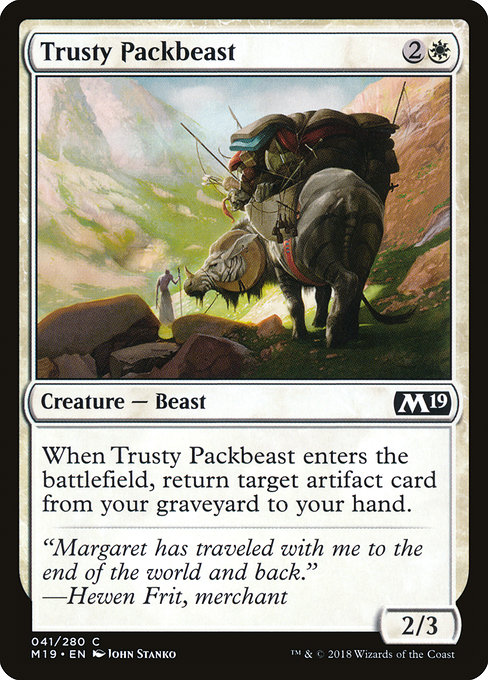 Trusty Packbeast 2
Creature — Beast M19
When Trusty Packbeast enters the
battlefield, return target artifact card
from your graveyard to your hand.
“Margaret has traveled with me to the
end of the world and back.”
—Hewen Frit, merchant
2/3
041/280 C
M19 • EN JOHN STANKO ™ & © 2018 Wizards of the Coast